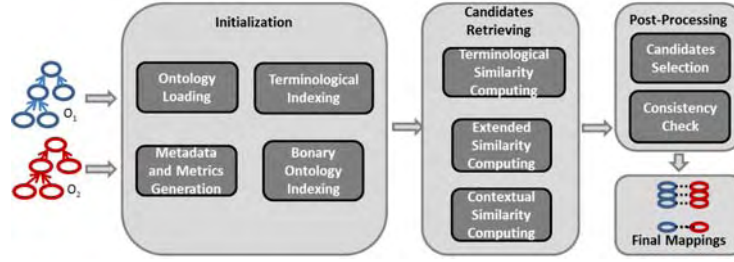 Initialization
Ontology
Loading
Terminological
Indexing
Metadata
and Metrics
Generation
Bonary
Ontology
Indexing
O1
O2
Candidates
Retrieving
Terminological
Similarity
Computing
Extended
Similarity
Computing
Contextual
Similarity
Computing
Post-Processing
Candidates
Selection
Consistency
Check
Final Mappings